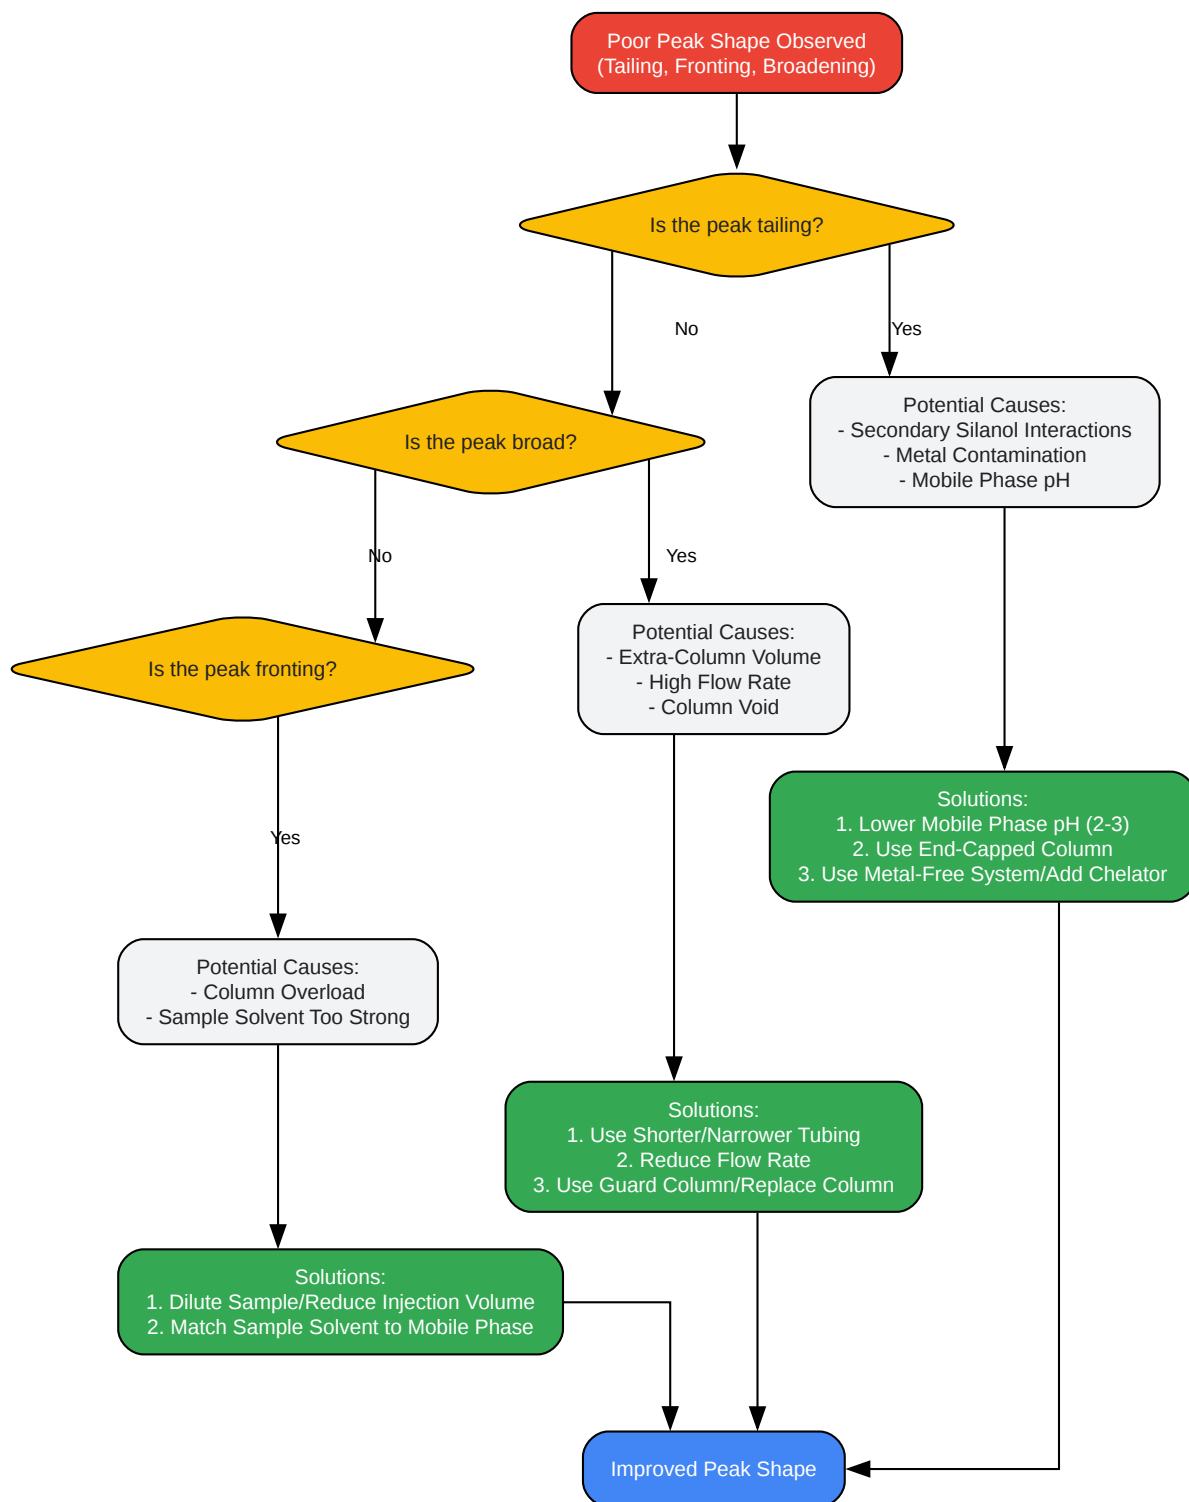 Poor Peak Shape Observed
(Tailing, Fronting, Broadening)
Is the peak tailing?
No
Yes
Potential Causes:
- Secondary Silanol Interactions
- Metal Contamination
- Mobile Phase pH
Is the peak broad?
No
Yes
Potential Causes:
- Extra-Column Volume
- High Flow Rate
- Column Void
Is the peak fronting?
Yes
Solutions:
1. Lower Mobile Phase pH (2-3)
2. Use End-Capped Column
3. Use Metal-Free System/Add Chelator
Potential Causes:
- Column Overload
- Sample Solvent Too Strong
Solutions:
1. Use Shorter/Narrower Tubing
2. Reduce Flow Rate
3. Use Guard Column/Replace Column
Solutions:
1. Dilute Sample/Reduce Injection Volume
2. Match Sample Solvent to Mobile Phase
Improved Peak Shape